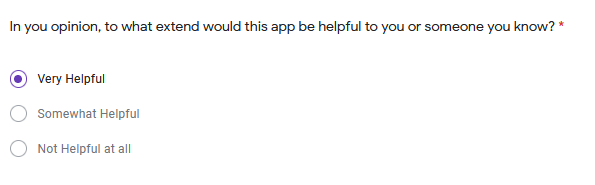 In you opinion, to what extend would this app be helpful to you or someone you know? *
Very Helpful
Somewhat Helpful
Not Helpful at all